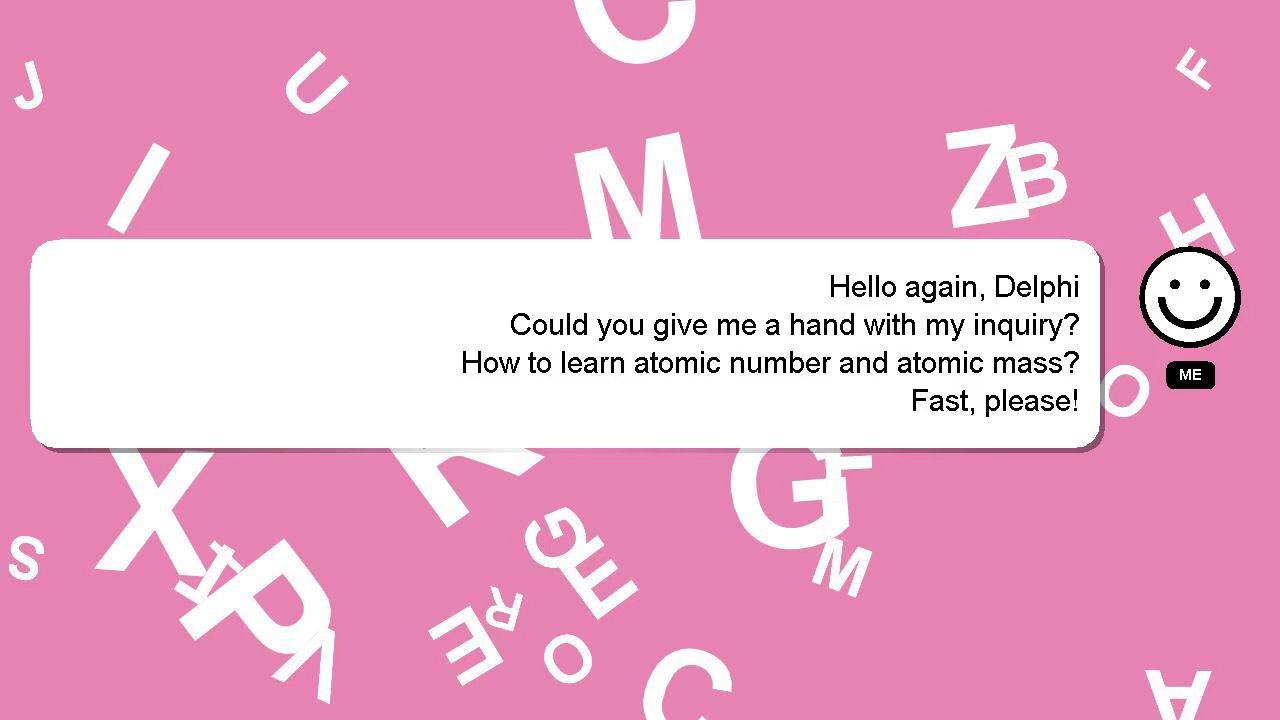 Hello again, Delphi
Could you give me a hand with my inquiry?
How to learn atomic number and atomic mass?
Fast, please!
ME
C
J
U
F
I
M
Z
B
H
O
X
K
G
F
S
I
P
V
G
E
M
R
E
O
C
A